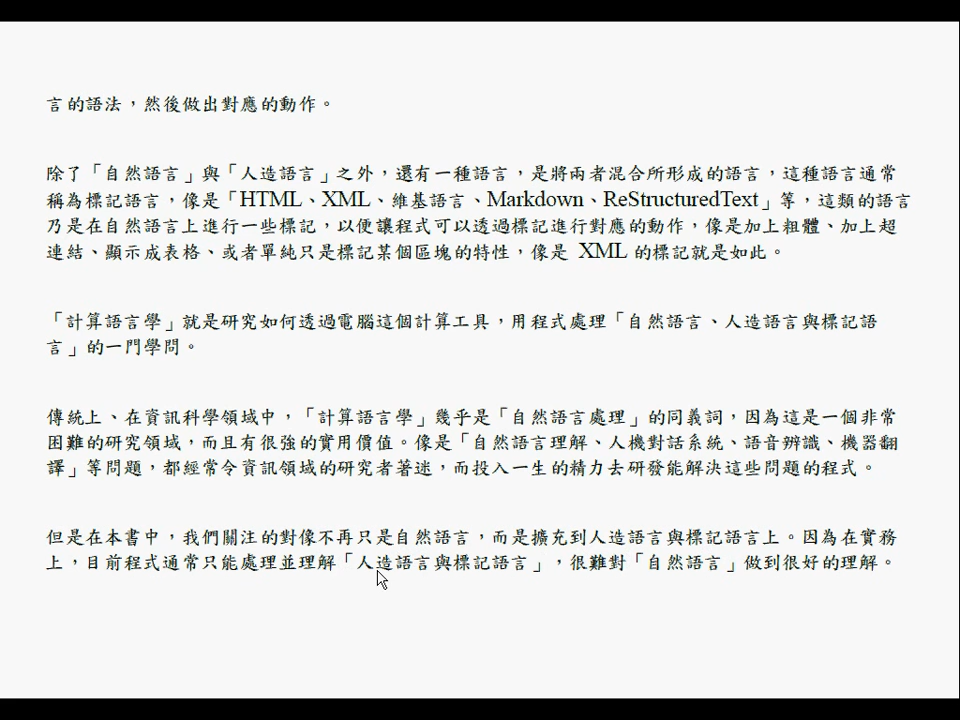 言的語法，然後做出對應的動作。
除了「自然語言」與「人造語言」之外，還有一種語言，是將兩者混合所形成的語言，這種語言通常
稱為標記語言，像是「HTML、XML、維基語言、Markdown、ReStructuredText」等，這類的語言
乃是在自然語言上進行一些標記，以便讓程式可以透過標記進行對應的動作，像是加上粗體、加上超
連結、顯示成表格、或者單純只是標記某個區塊的特性，像是 XML 的標記就是如此。
「計算語言學」就是研究如何透過電腦這個計算工具，用程式處理「自然語言、人造語言與標記語
言」的一門學問。
傳統上、在資訊科學領域中，「計算語言學」幾乎是「自然語言處理」的同義詞，因為這是一個非常
困難的研究領域，而且有很強的實用價值。像是「自然語言理解、人機對話系統、語音辨識、機器翻
譯」等問題，都經常令資訊領域的研究者著迷，而投入一生的精力去研發能解決這些問題的程式。
但是在本書中，我們關注的對像不再只是自然語言，而是擴充到人造語言與標記語言上。因為在實務
上，目前程式通常只能處理並理解「人造語言與標記語言」，很難對「自然語言」做到很好的理解。